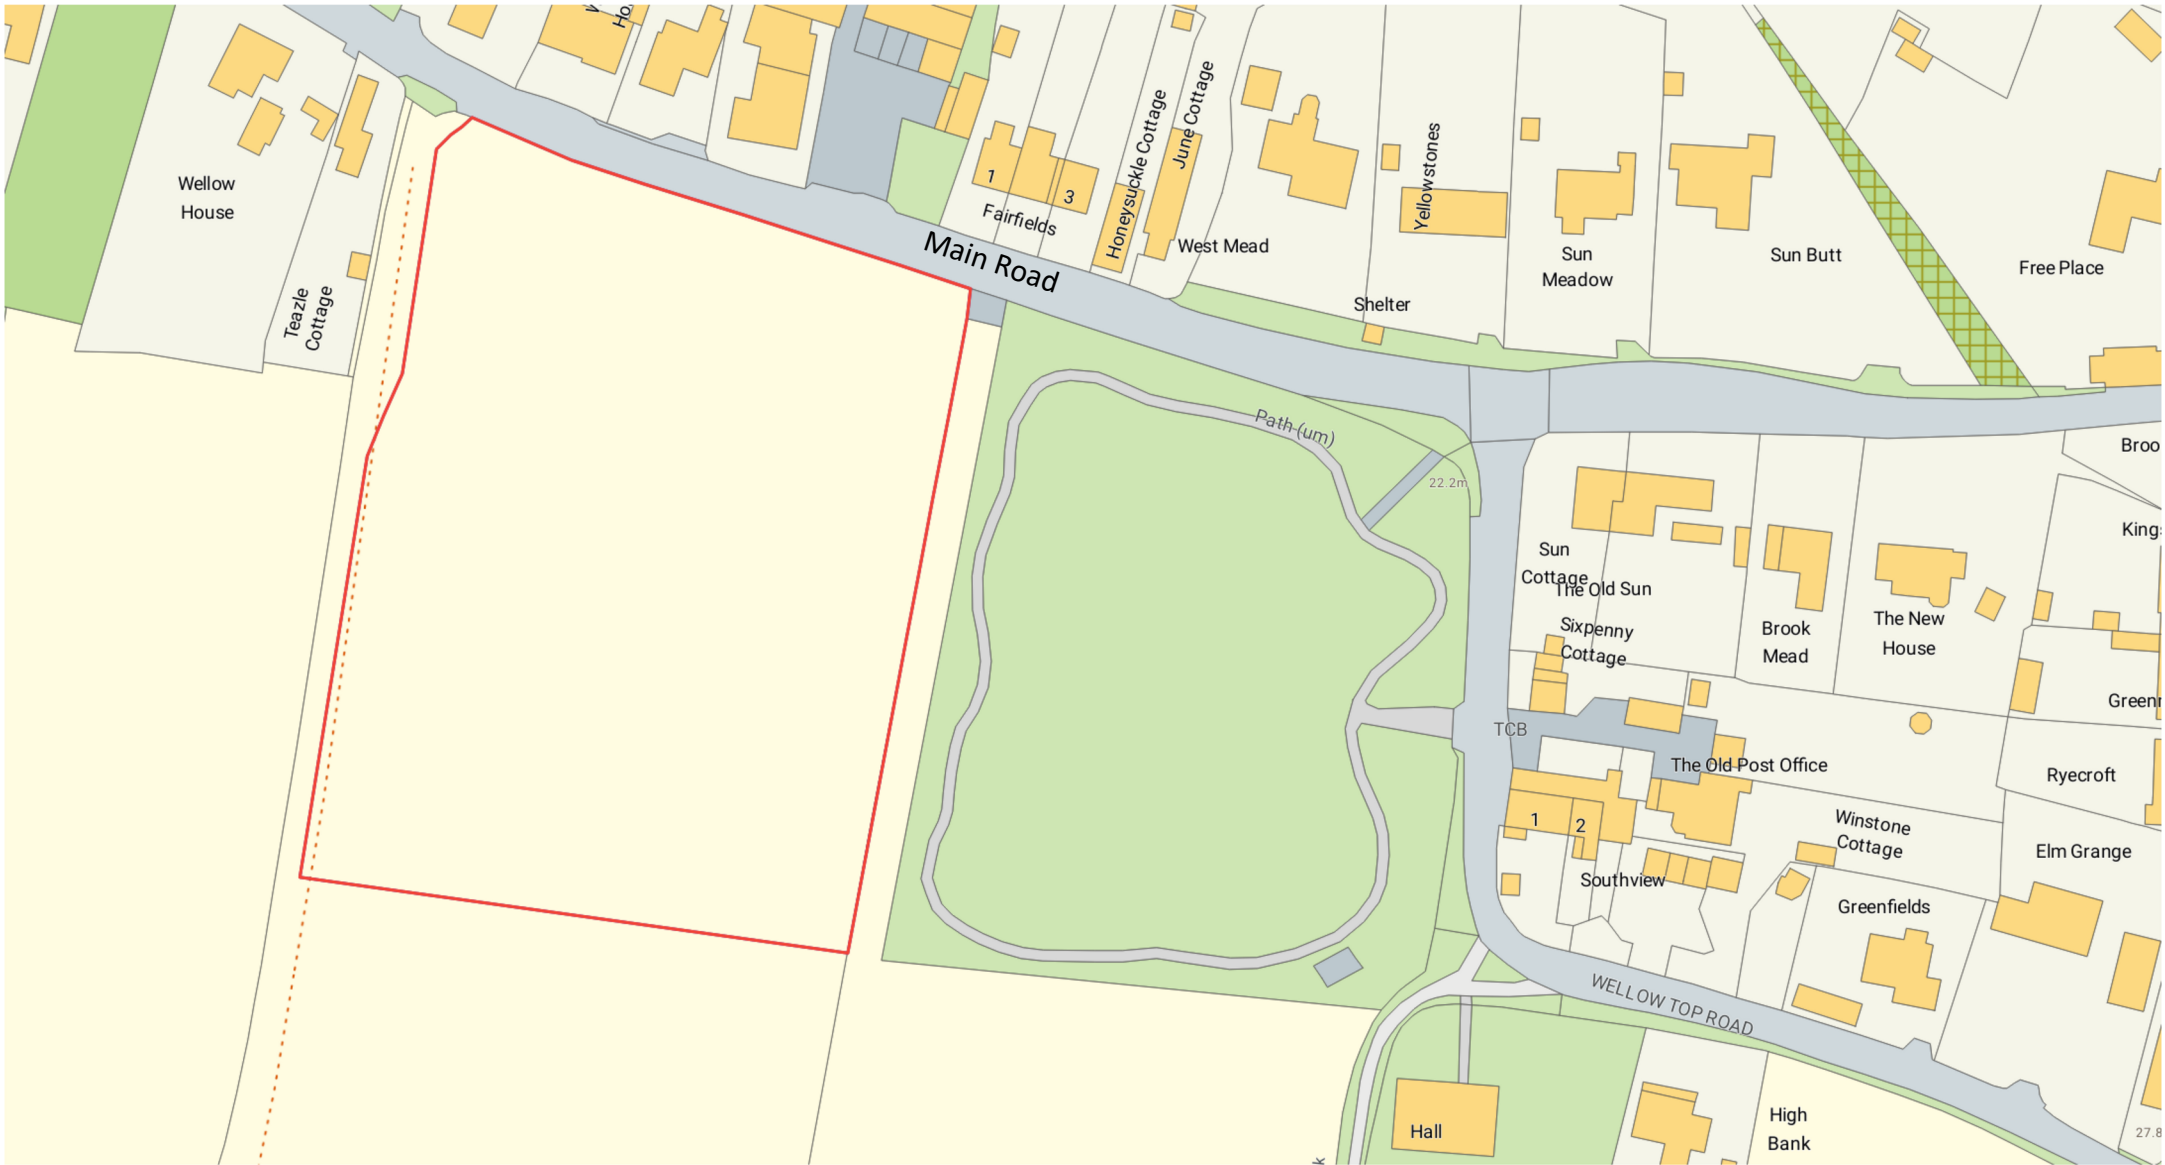 Wellow
House
Teazle
Cottage
1
3
Fairfields
Honeysuckle Cottage
June Cottage
West Mead
Main Road
Yellowstones
Shelter
Sun
Meadow
Sun Butt
Free Place
Path (um)
22.2m
Sun
Cottage
The Old Sun
Sixpenny
Cottage
Brook
Mead
The New
House
TCB
The Old Post Office
1
2
Southview
Winstone
Cottage
Greenfields
Ryecroft
Elm Grange
WELLOW TOP ROAD
Hall
High
Bank
27.8